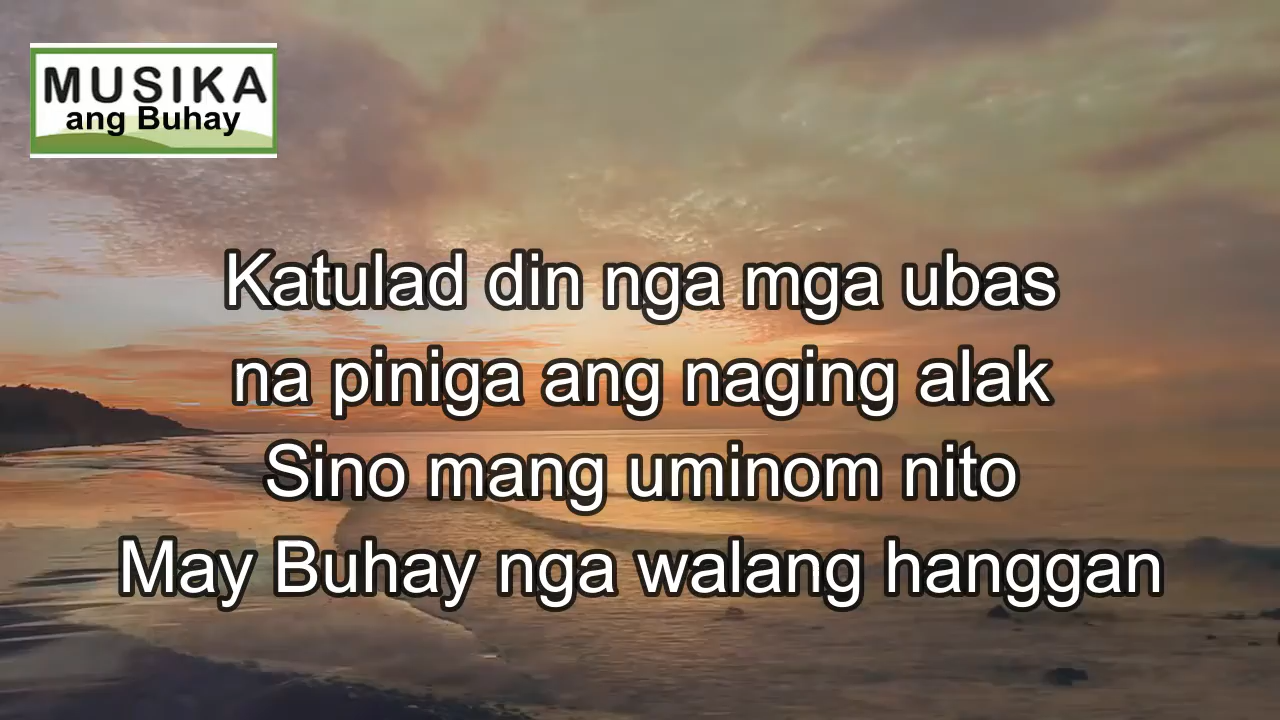 MUSIKA
ang Buhay
Katulad din nga mga ubas
na piniga ang naging alak
Sino mang uminom nito
May Buhay nga walang hanggan